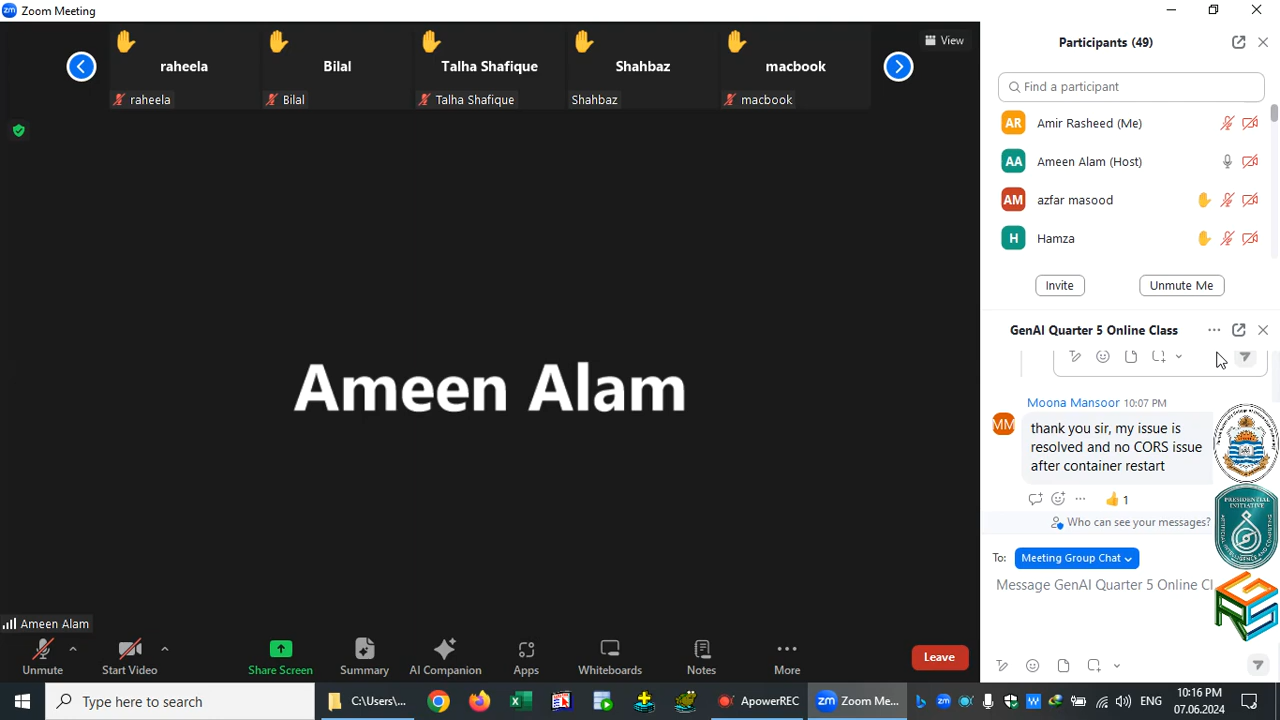 Zoom Meeting
raheela
Bilal
Talha Shafique
Shahbaz
macbook
raheela
Bilal
Talha Shafique
Shahbaz
macbook
View
Ameen Alam
Ameen Alam
Participants (49)
Find a participant
AR Amir Rasheed (Me)
AA Ameen Alam (Host)
AM azfar masood
H Hamza
Invite
Unmute Me
GenAI Quarter 5 Online Class
Moona Mansoor 10:07 PM
MM
thank you sir, my issue is
resolved and no CORS issue
after container restart
1
Who can see your messages?
To: Meeting Group Chat
Message GenAI Quarter 5 Online Cl
PRESIDENTIAL
INITIATIVE
Unmute
Start Video
Share Screen
Summary
AI Companion
Apps
Whiteboards
Notes
More
Leave
Type here to search
C:\Users\...
ApowerREC
Zoom Me...
ENG
10:16 PM
07.06.2024